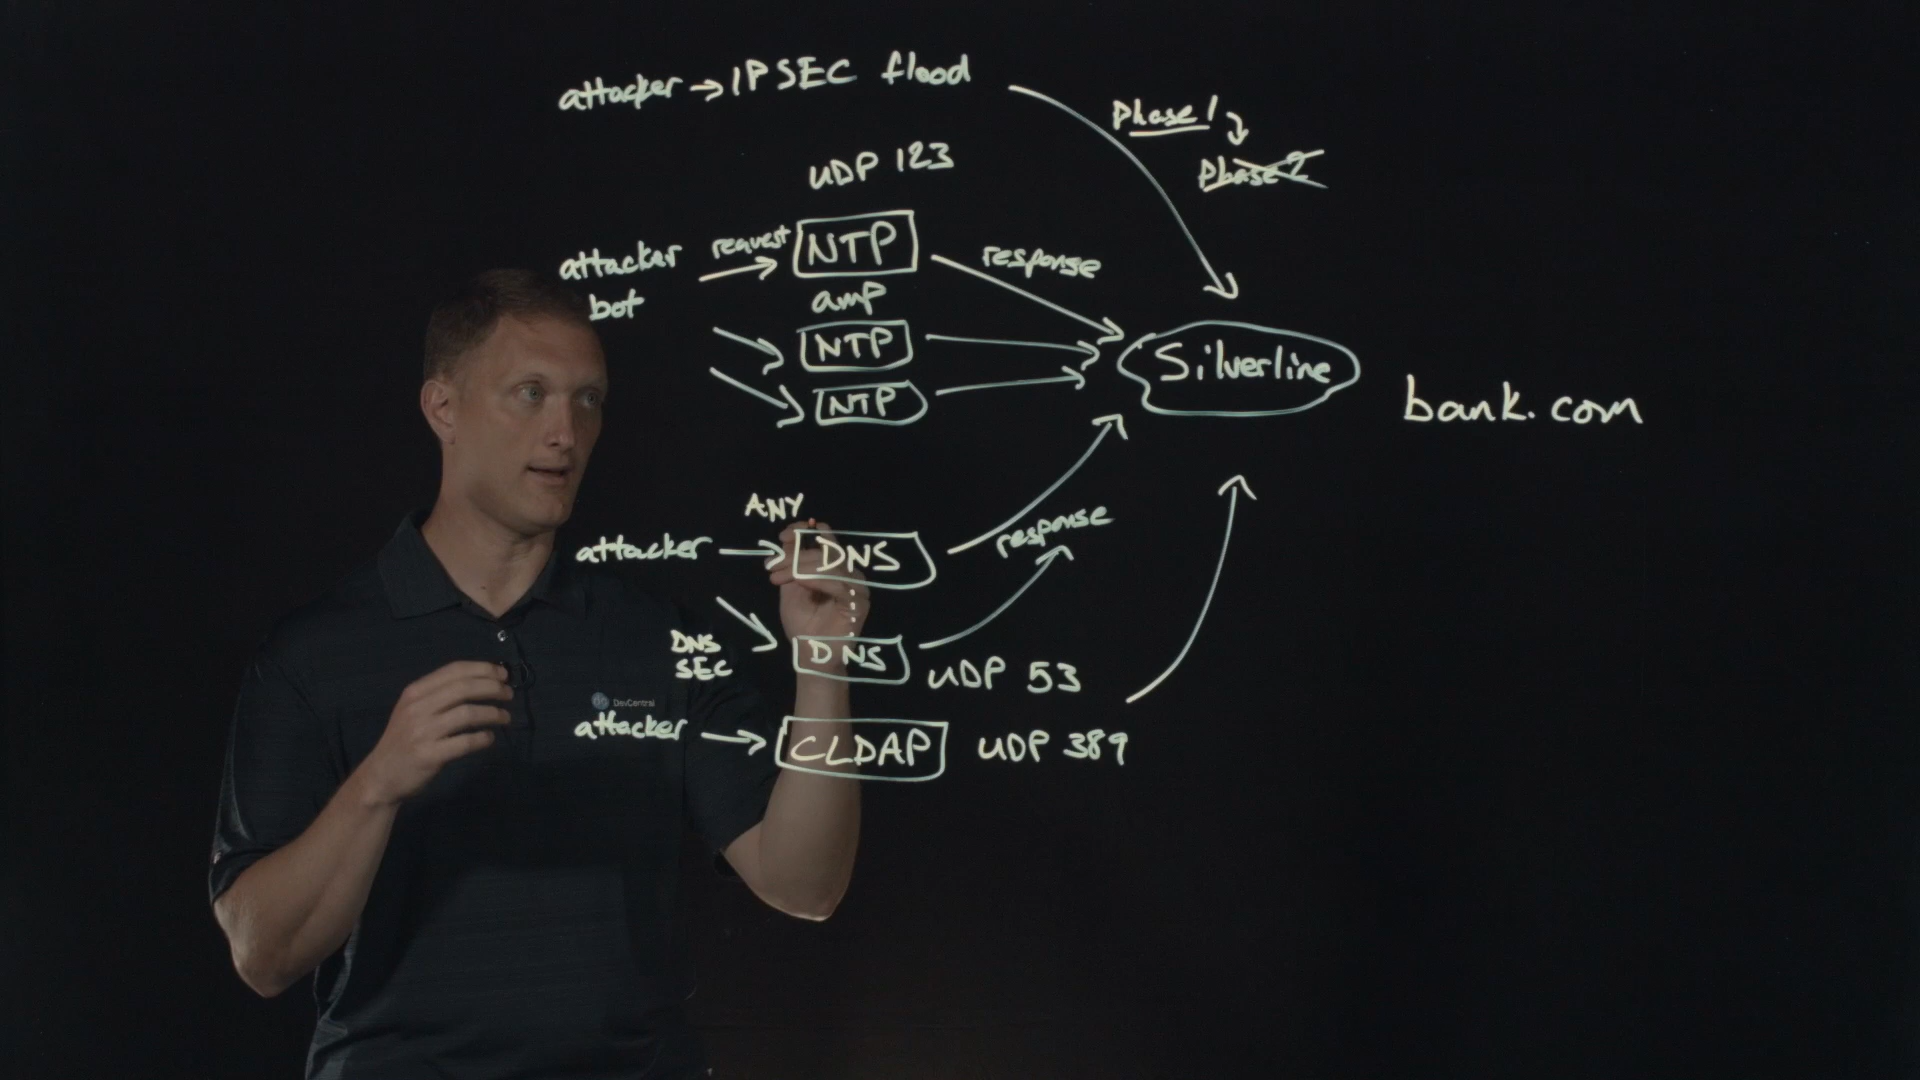 attacker → IPSEC flood
Phase 1
Phase 2
UDP 123
attacker
bot
request
NTP
response
amp
NTP
NTP
Silverline
bank.com
ANY
attacker
DNS
response
DNS
SEC
DNS
UDP 53
DevCentral
attacker
CLDAP
UDP 389